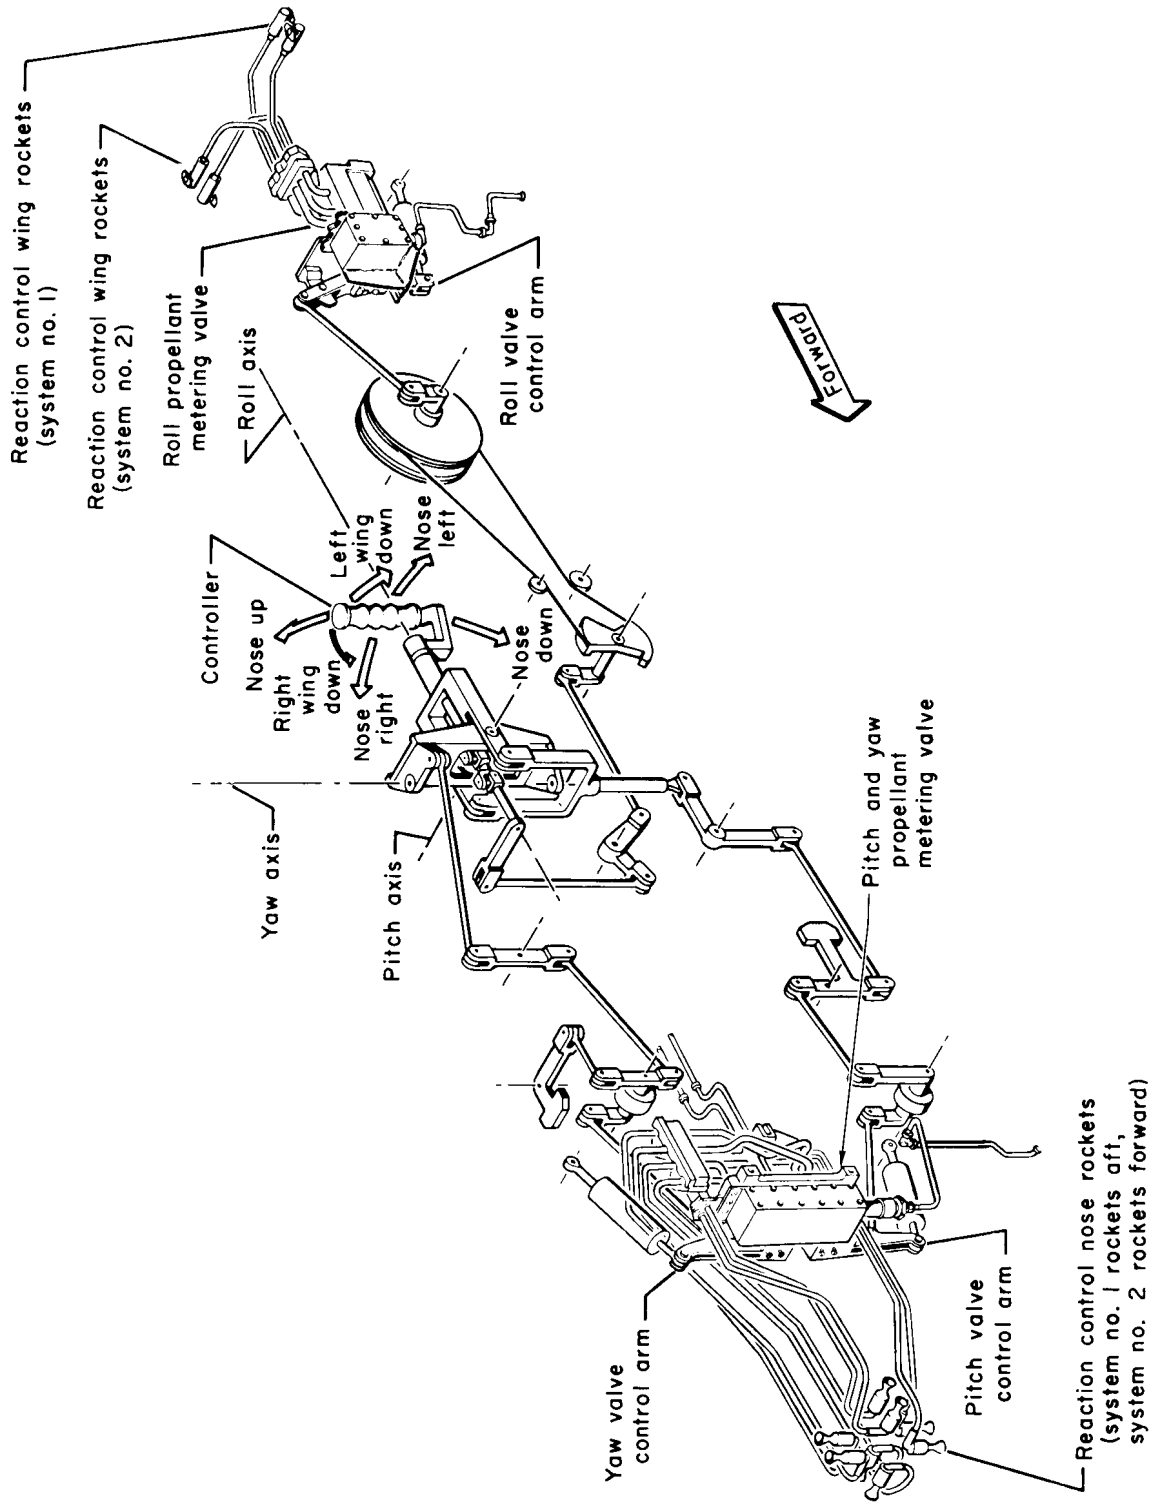 Reaction control wing rockets
(system no. 1)
Reaction control wing rockets
(system no. 2)
Roll propellant
metering valve
Roll axis
Controller
Nose up
Left
wing
down
Nose
left
Right
wing
down
Nose
right
Nose
down
Yaw axis
Pitch axis
Roll valve
control arm
Forward
Pitch and yaw
propellant
metering valve
Yaw valve
control arm
Pitch valve
control arm
Reaction control nose rockets
(system no. 1 rockets aft,
system no. 2 rockets forward)